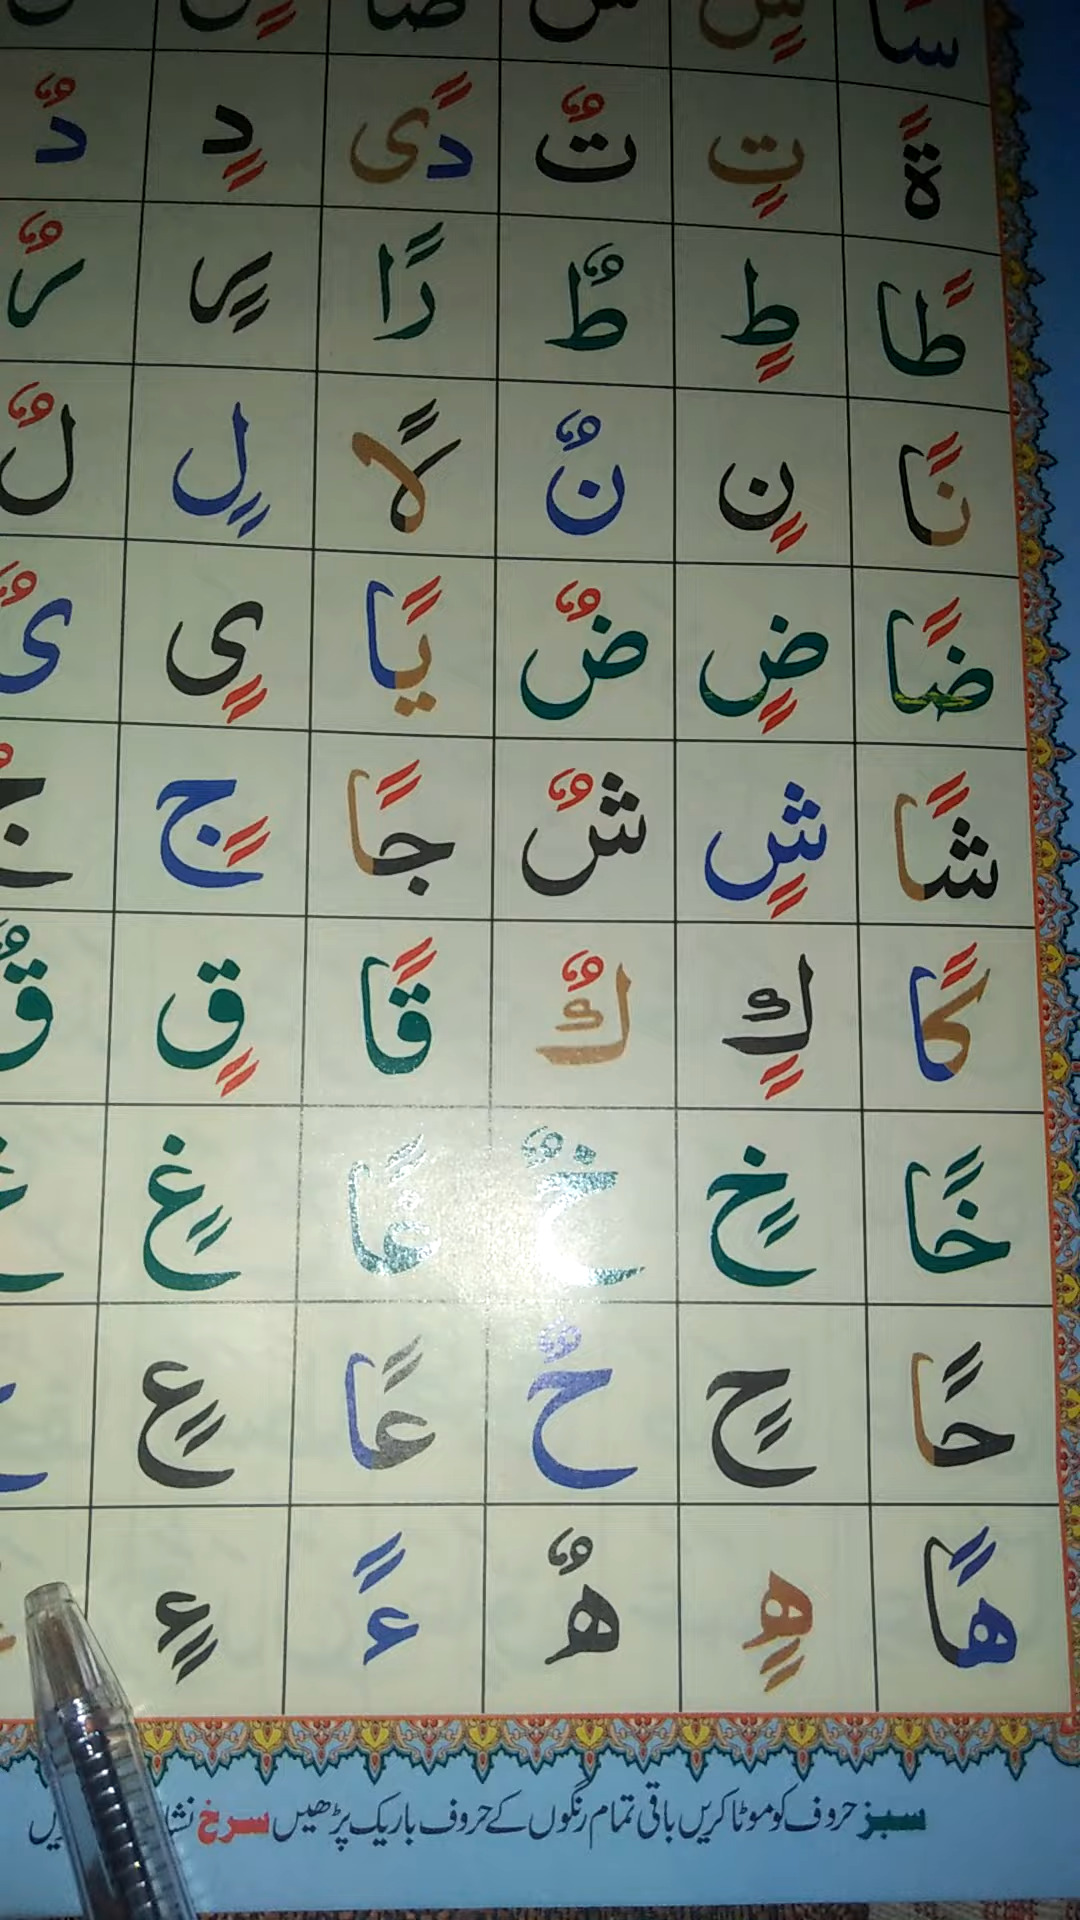 سًا سٍ
ةً تٍ تٌ دًی دٍ دٌ
طًا طٍ طٌ رًا رٍ رٌ
نًا نٍ نٌ لًا لٍ لٌ
ضًا ضٍ ضٌ یًا یٍ یٌ
شًا شٍ شٌ جًا جٍ جٌ
كًا كٍ كٌ قًا قٍ قٌ
خًا خٍ خٌ غًا غٍ
حًا حٍ حٌ عًا عٍ
هًا هٍ هٌ ءً ءٍ
سبز حروف کو موٹا کریں باقی تمام رنگوں کے حروف باریک پڑھیں سرخ